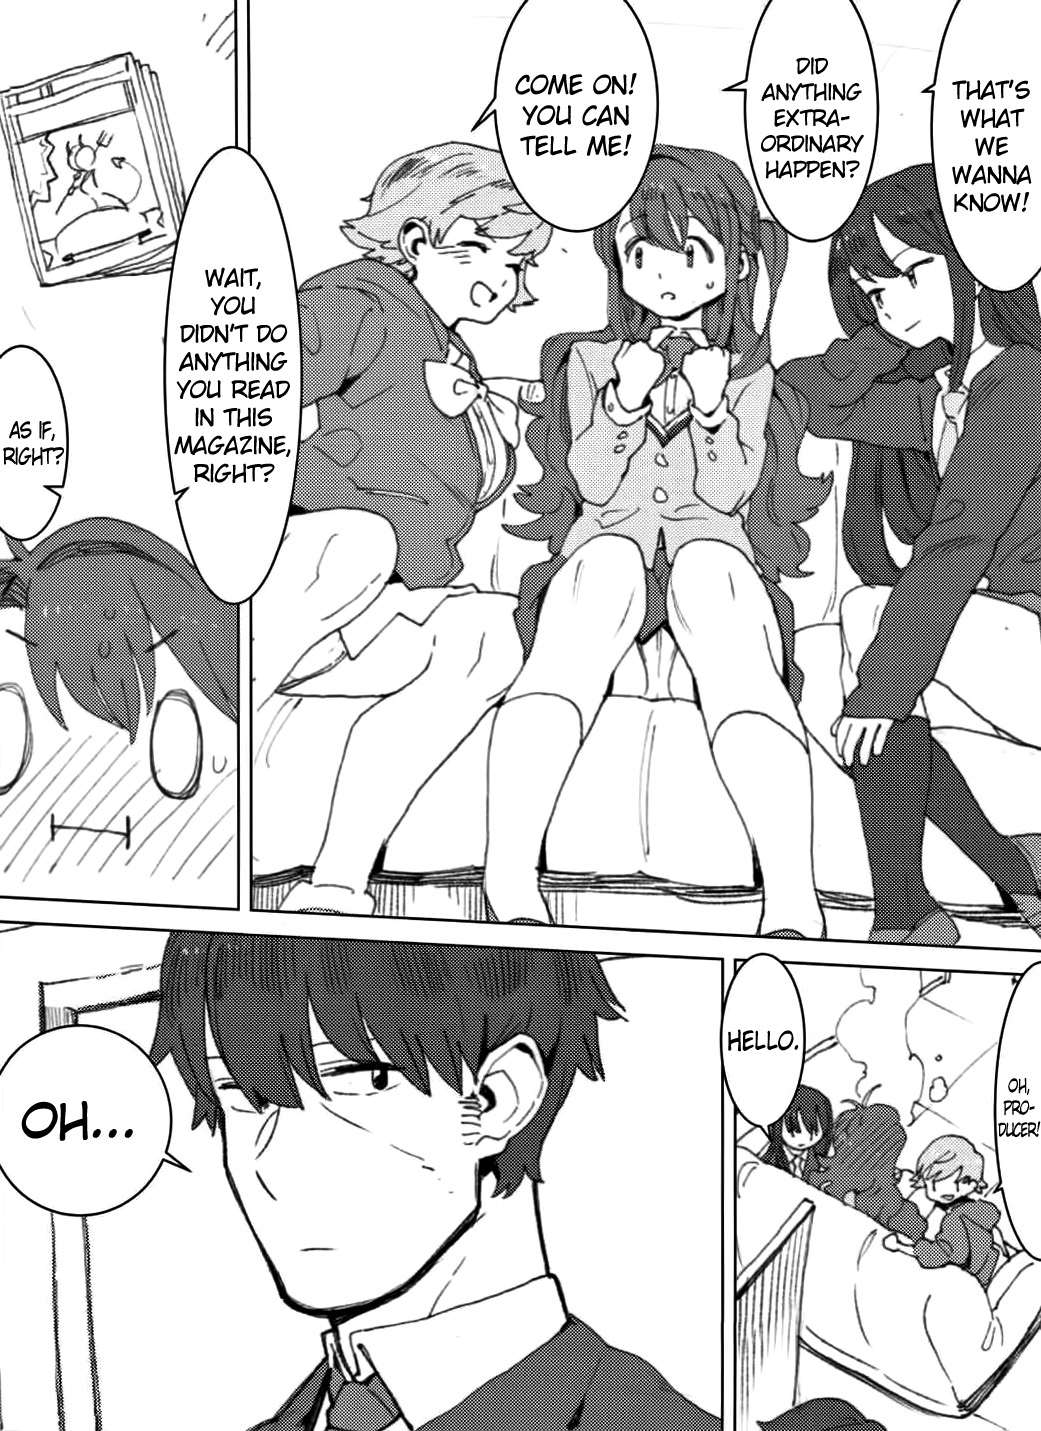 THAT'S
WHAT
WE
WANNA
KNOW!
DID
ANYTHING
EXTRA-
ORDINARY
HAPPEN?
COME ON!
YOU CAN
TELL ME!
WAIT,
YOU
DIDN'T DO
ANYTHING
YOU READ
IN THIS
MAGAZINE,
RIGHT?
AS IF,
RIGHT?
OH,
PRO-
DUCER!
HELLO.
OH...